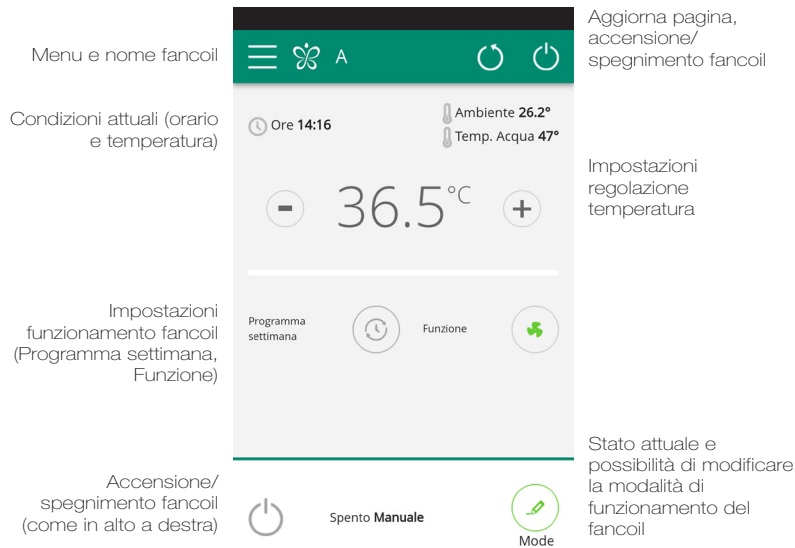 Menu e nome fancoil
A
Aggiorna pagina,
accensione/
spegnimento fancoil
Condizioni attuali (orario
e temperatura)
Ore 14:16
Ambiente 26.2°
Temp. Acqua 47°
- 36.5°C +
Impostazioni
regolazione
temperatura
Impostazioni
funzionamento fancoil
(Programma settimana,
Funzione)
Programma
settimana
Funzione
Accensione/
spegnimento fancoil
(come in alto a destra)
Spento Manuale
Mode
Stato attuale e
possibilità di modificare
la modalità di
funzionamento del
fancoil